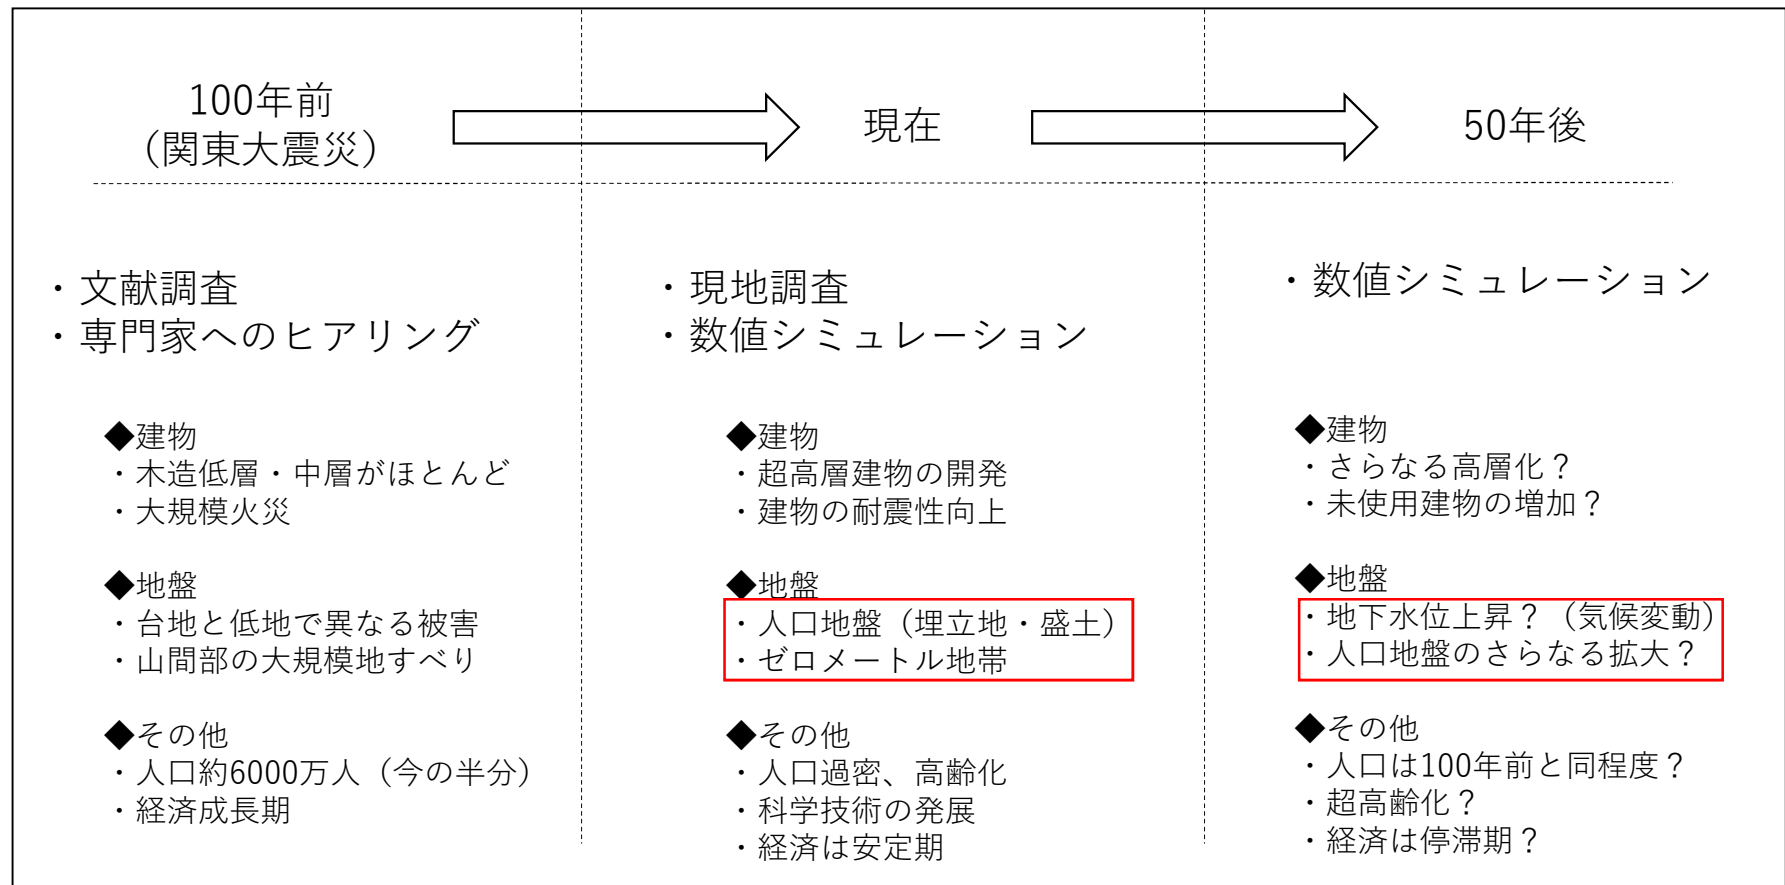 100年前
（関東大震災）
現在
50年後
・文献調査
・専門家へのヒアリング
◆建物
・木造低層・中層がほとんど
・大規模火災
◆地盤
・台地と低地で異なる被害
・山間部の大規模地すべり
◆その他
・人口約6000万人（今の半分）
・経済成長期
・現地調査
・数値シミュレーション
◆建物
・超高層建物の開発
・建物の耐震性向上
◆地盤
・人口地盤（埋立地・盛土）
・ゼロメートル地帯
◆その他
・人口過密、高齢化
・科学技術の発展
・経済は安定期
・数値シミュレーション
◆建物
・さらなる高層化？
・未使用建物の増加？
◆地盤
・地下水位上昇？（気候変動）
・人口地盤のさらなる拡大？
◆その他
・人口は100年前と同程度？
・超高齢化？
・経済は停滞期？